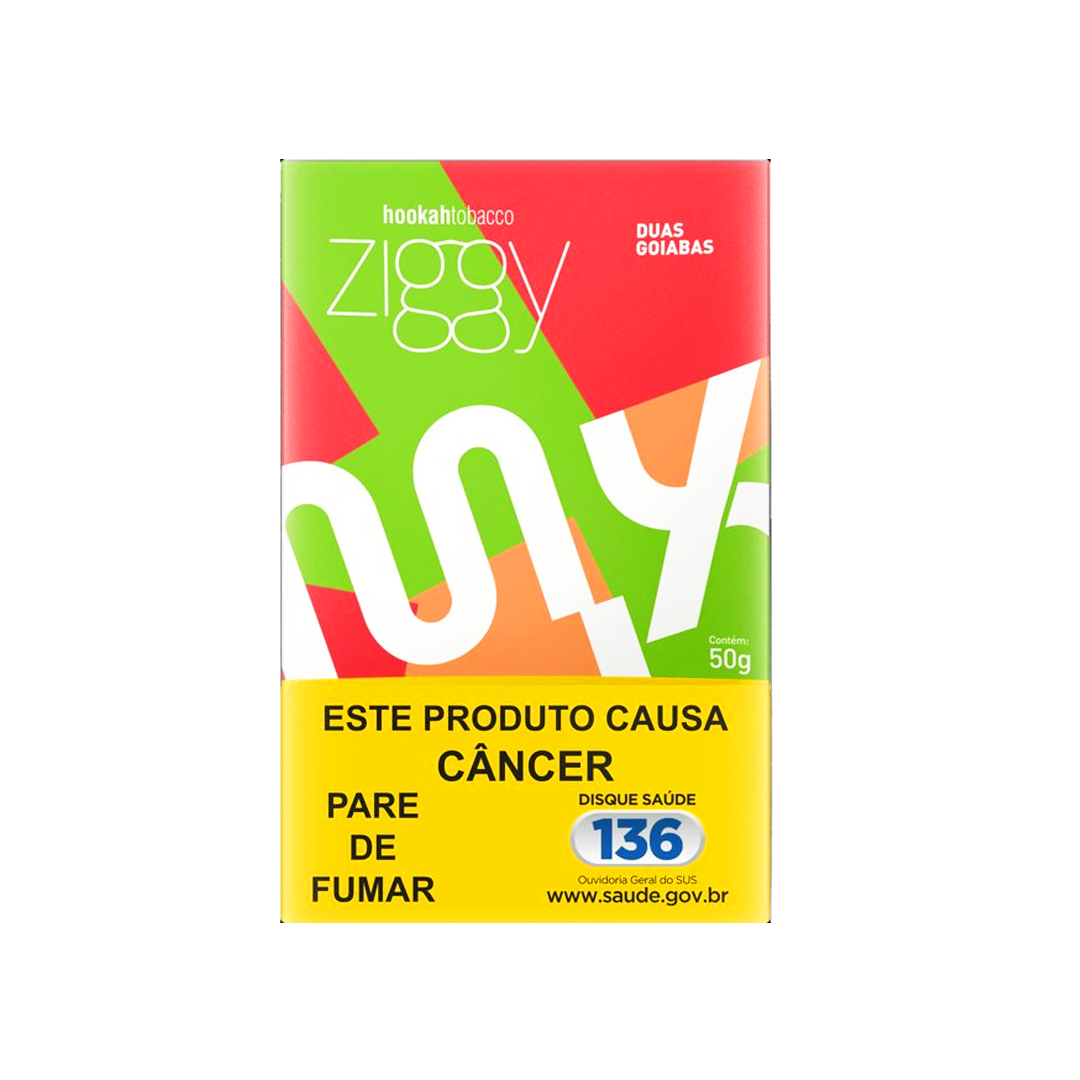 hookahtobacco
ziggy
DUAS
GOIABAS
Contém:
50g
ESTE PRODUTO CAUSA
CÂNCER
PARE
DE
FUMAR
DISQUE SAÚDE
136
Ouvidoria Geral do SUS
www.saude.gov.br